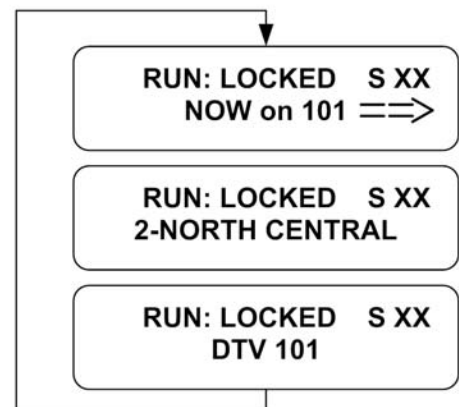 RUN: LOCKED S XX
NOW on 101 ==>
RUN: LOCKED S XX
2-NORTH CENTRAL
RUN: LOCKED S XX
DTV 101